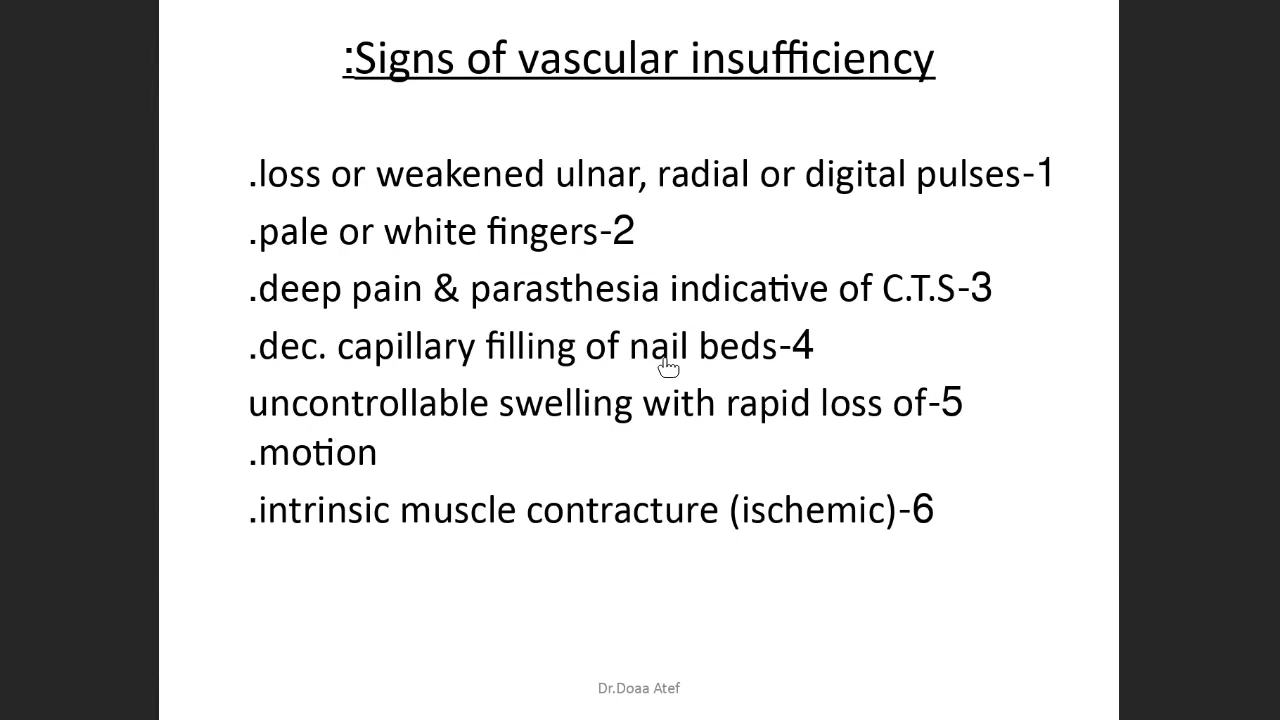 :Signs of vascular insufficiency
.loss or weakened ulnar, radial or digital pulses-1
.pale or white fingers-2
.deep pain & parasthesia indicative of C.T.S-3
.dec. capillary filling of nail beds-4
uncontrollable swelling with rapid loss of-5
.motion
.intrinsic muscle contracture (ischemic)-6
Dr.Doaa Atef